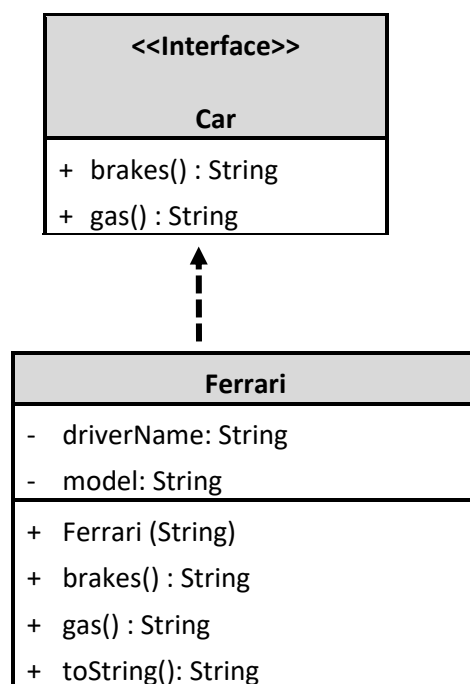 <<Interface>>
Car
+ brakes() : String
+ gas() : String
Ferrari
- driverName: String
- model: String
+ Ferrari (String)
+ brakes() : String
+ gas() : String
+ toString(): String